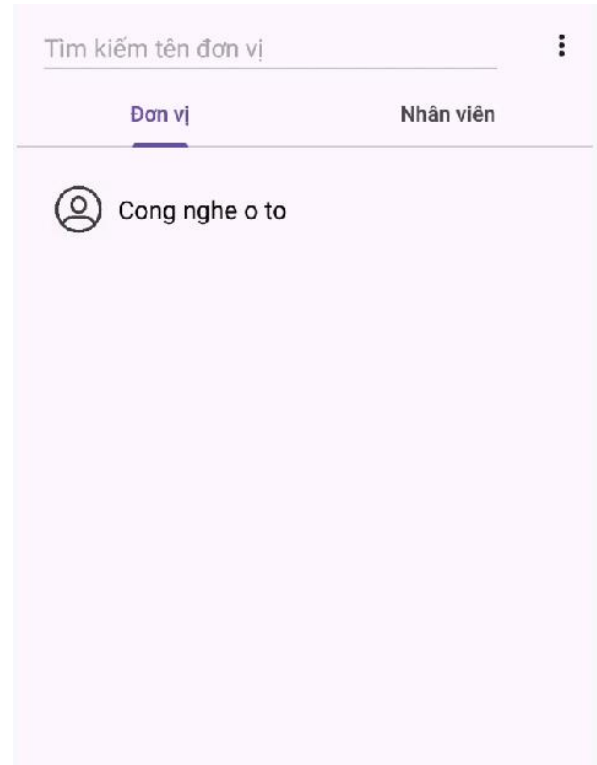 Tìm kiếm tên đơn vị
Đơn vị
Nhân viên
Cong nghe o to